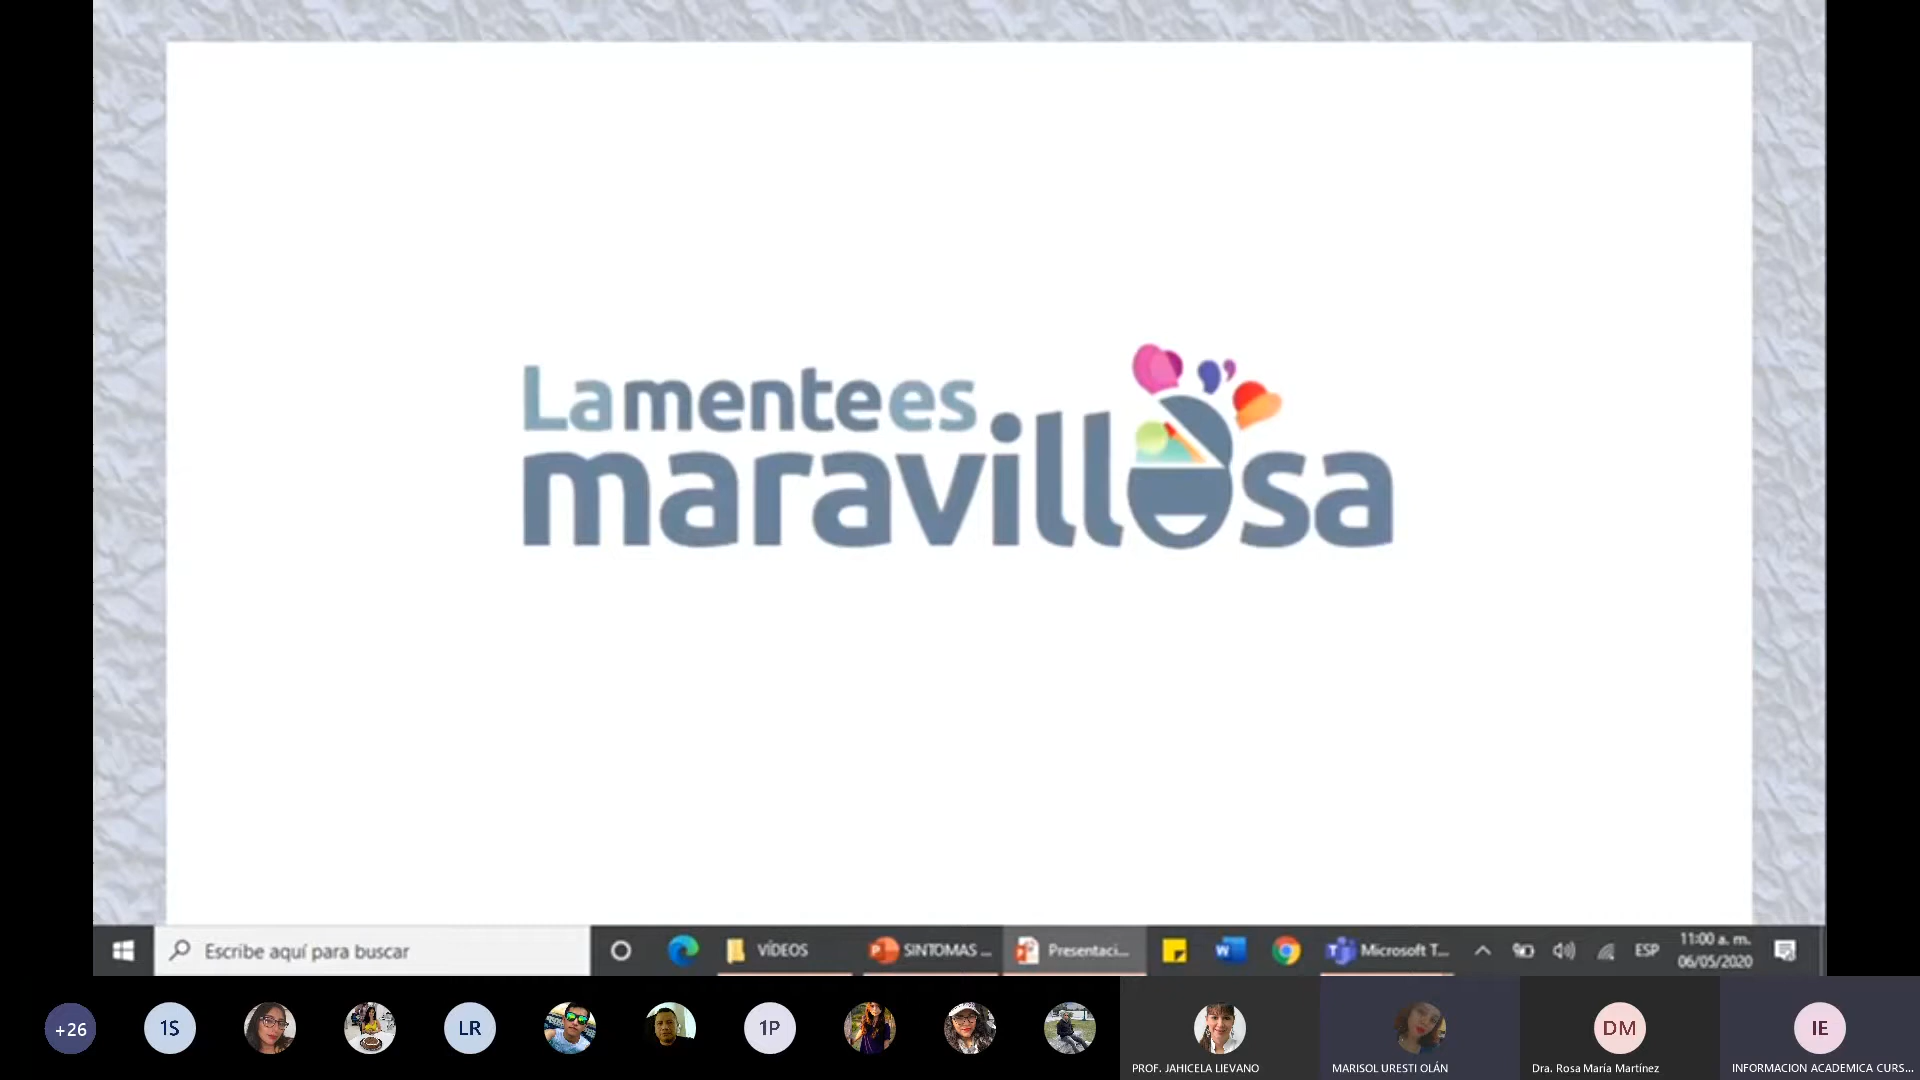 La mente es
maravillosa
Escribe aquí para buscar
VÍDEOS
SINTOMAS ...
Presentaci...
Microsoft T...
ESP
11:00 a. m.
06/05/2020
+26
1S
LR
1P
DM
IE
PROF. JAHICELA LIEVANO
MARISOL URESTI OLÁN
Dra. Rosa María Martínez
INFORMACION ACADEMICA CURS...